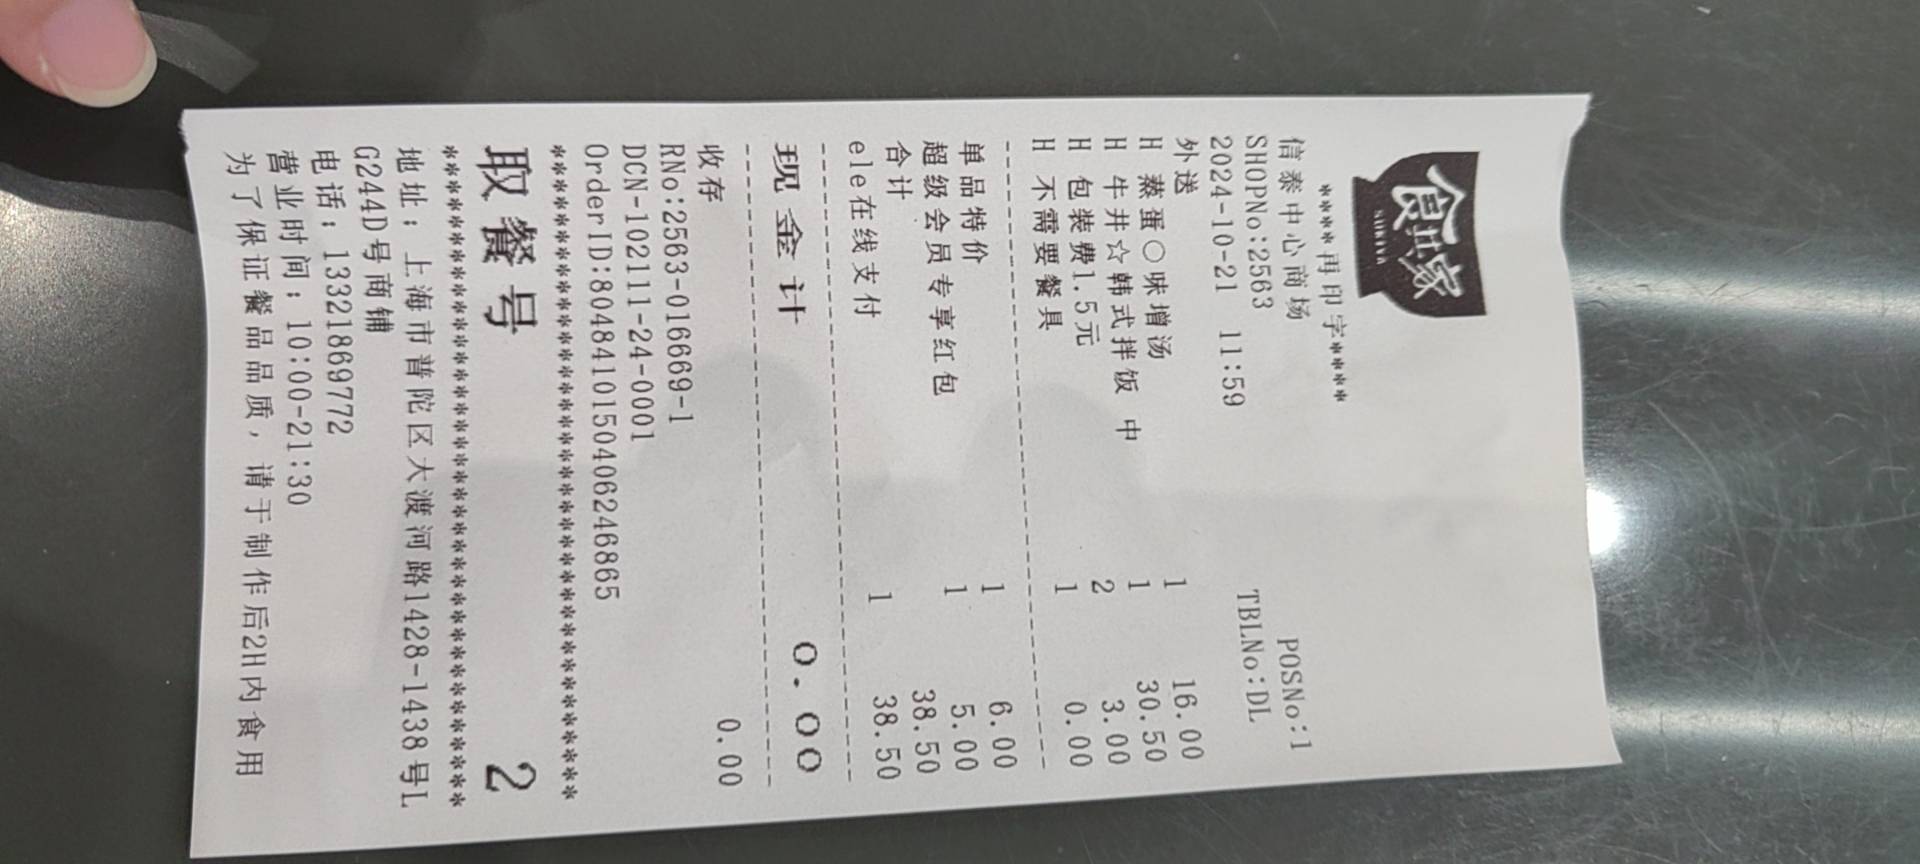 食其家
SUKIYA
****再印字****
信泰中心商场 POSNo:1
SHOPNo:2563 TBLNo:DL
2024-10-21 11:59
外送
H 蒸蛋○味增汤 1 16.00
H 牛丼☆韩式拌饭 中 1 30.50
H 包装费1.5元 2 3.00
H 不需要餐具 1 0.00
单品特价 1 6.00
超级会员专享红包 1 5.00
合计 38.50
ele在线支付 1 38.50
现金计 0.00
收存 0.00
RNo:2563-016669-1
DCN-102111-24-0001
OrderID:8048410150406246865
**********************************
取餐号 2
**********************************
地址: 上海市普陀区大渡河路1428-1438号L
G244D号商铺
电话: 13321869772
营业时间: 10:00-21:30
为了保证餐品品质, 请于制作后2H内食用